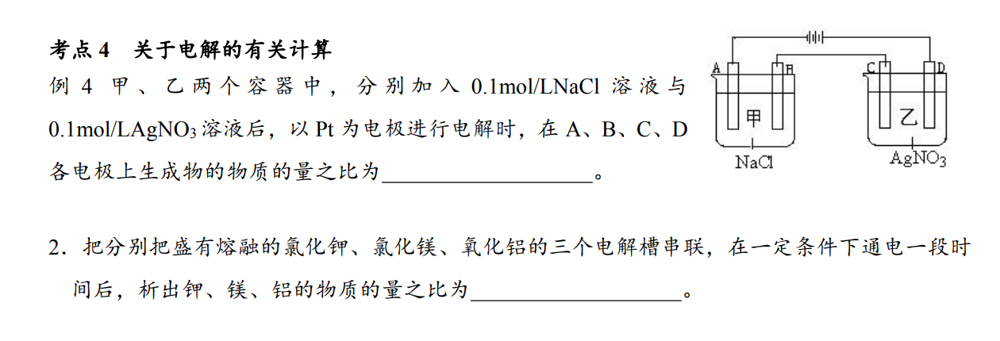 考点 4 关于电解的有关计算
例 4 甲、乙两个容器中，分别加入 0.1mol/LNaCl 溶液与
0.1mol/LAgNO₃溶液后，以 Pt 为电极进行电解时，在 A、B、C、D
各电极上生成物的物质的量之比为___________________。
A B C D
甲 乙
NaCl AgNO₃
2．把分别把盛有熔融的氯化钾、氯化镁、氧化铝的三个电解槽串联，在一定条件下通电一段时
间后，析出钾、镁、铝的物质的量之比为___________________。